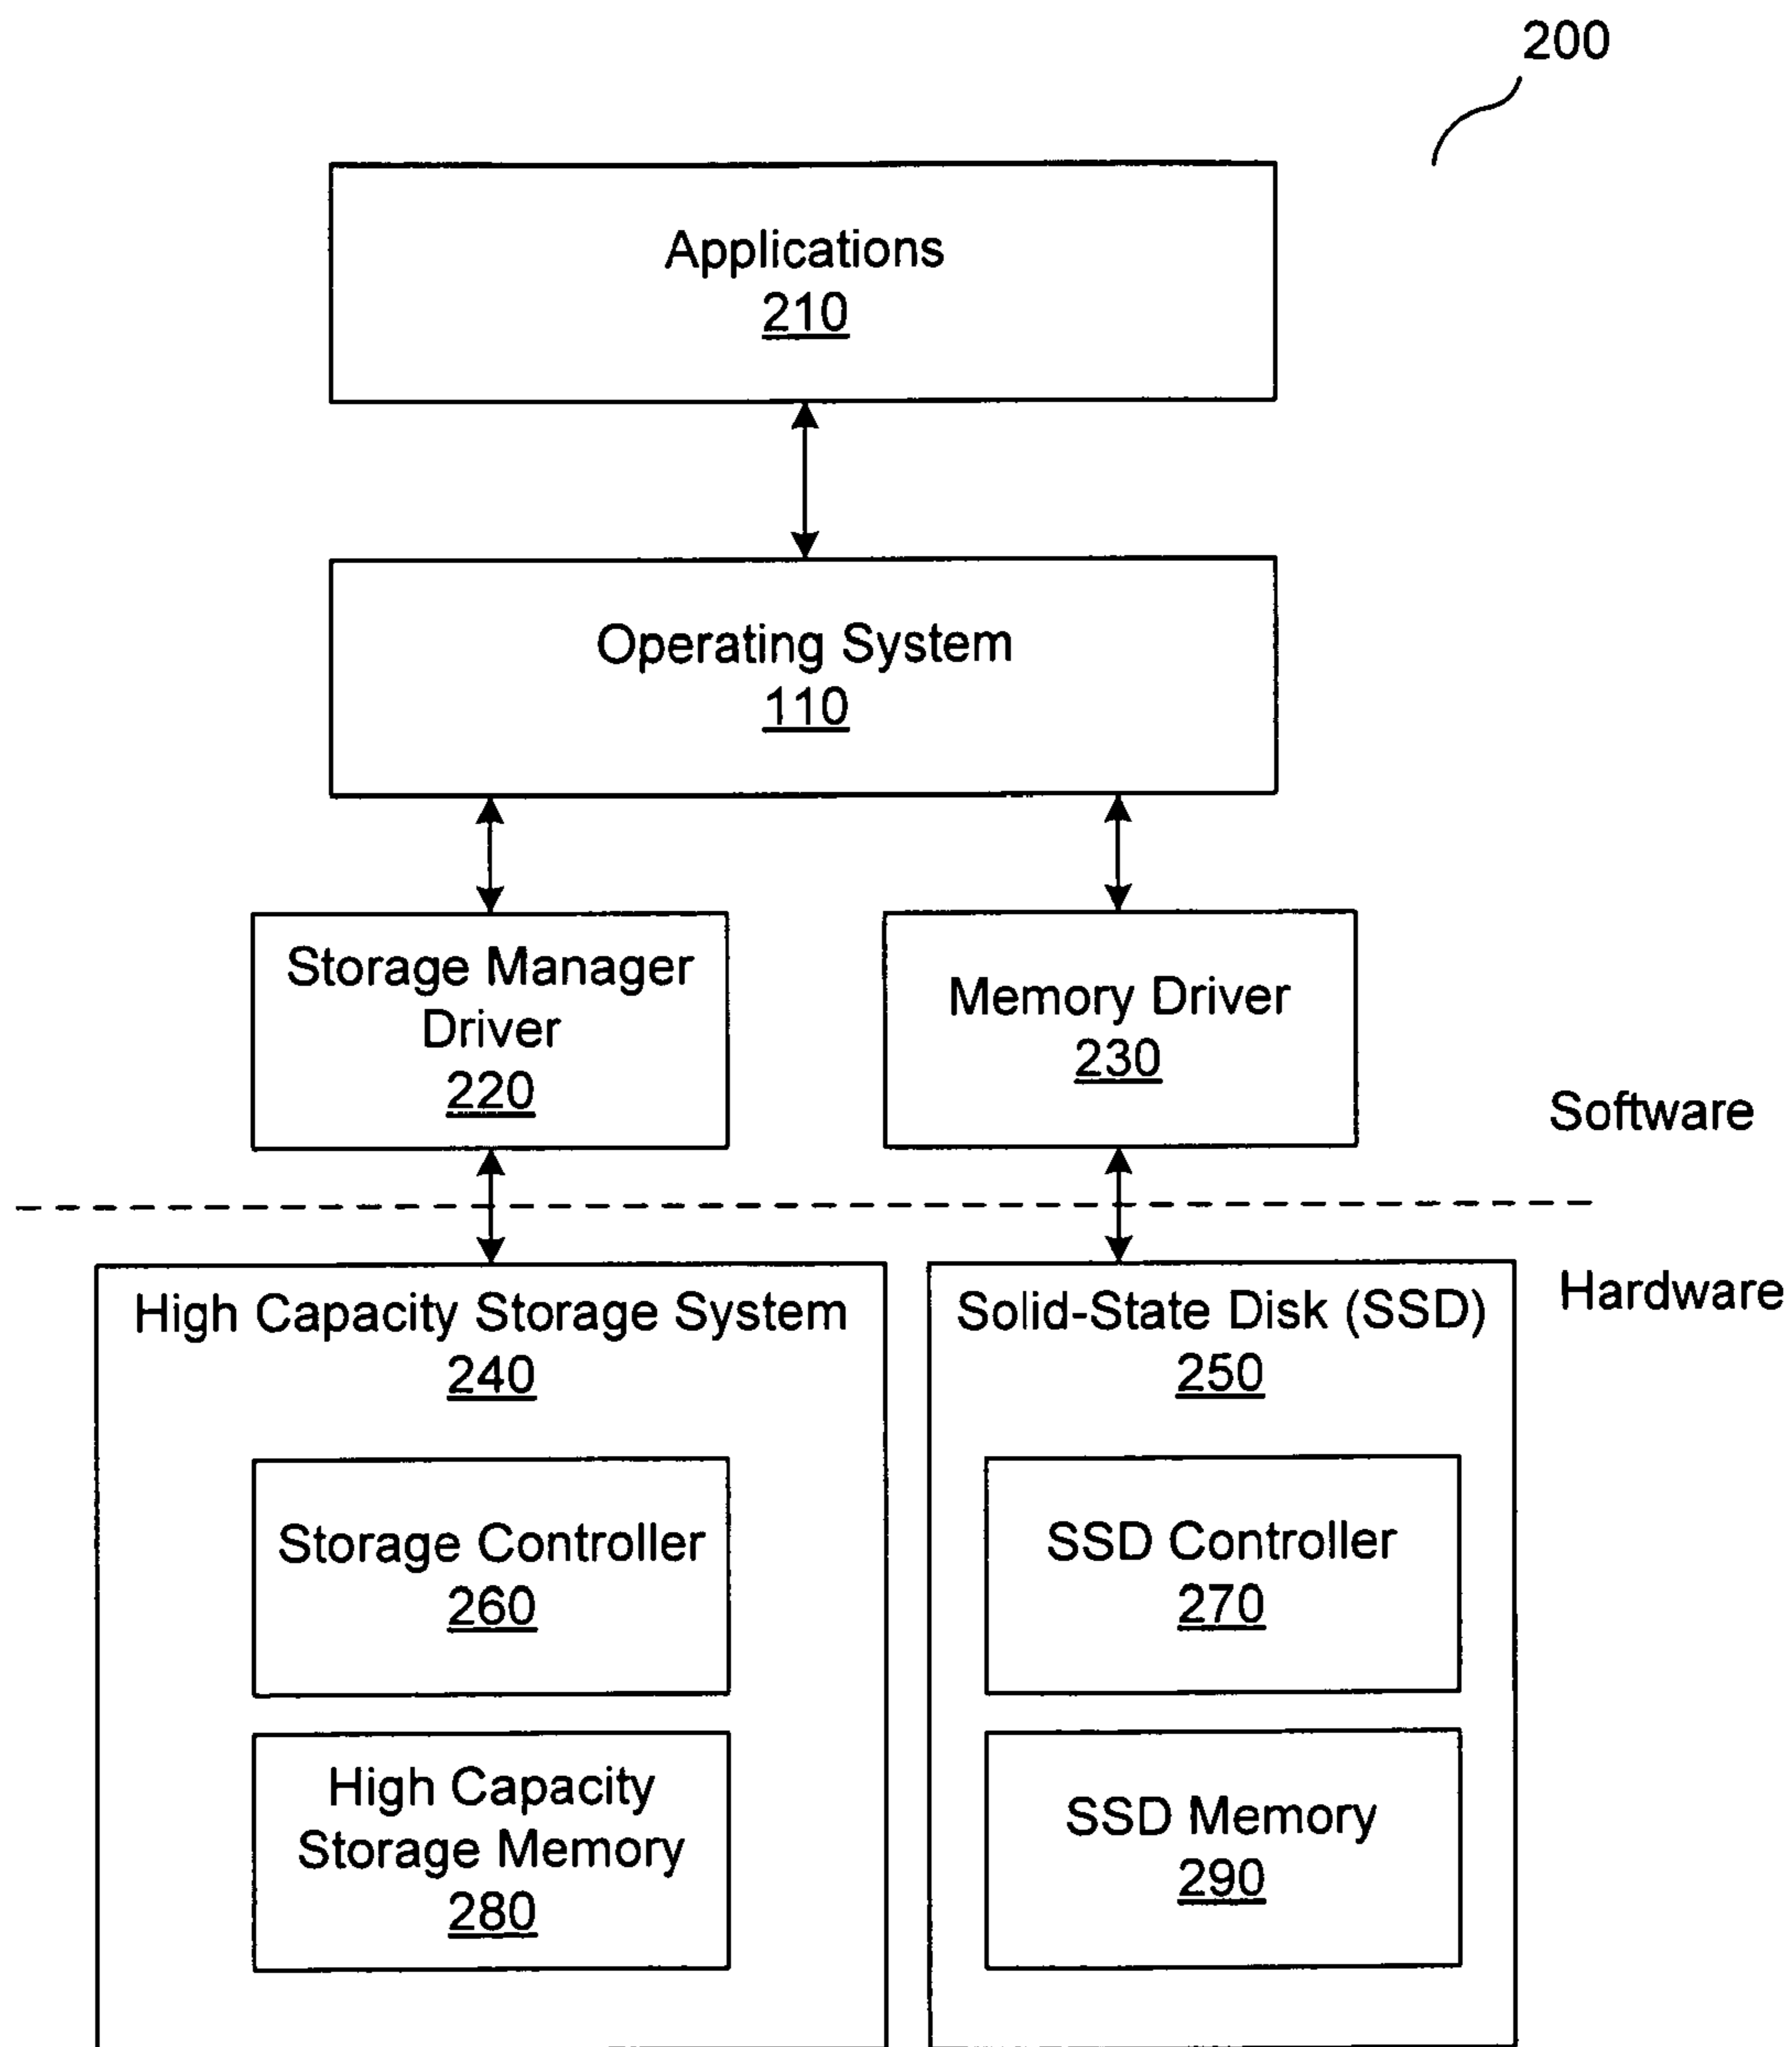 200
Applications
210
Operating System
110
Storage Manager
Driver
220
Memory Driver
230
Software
Hardware
High Capacity Storage System
240
Solid-State Disk (SSD)
250
Storage Controller
260
SSD Controller
270
High Capacity
Storage Memory
280
SSD Memory
290